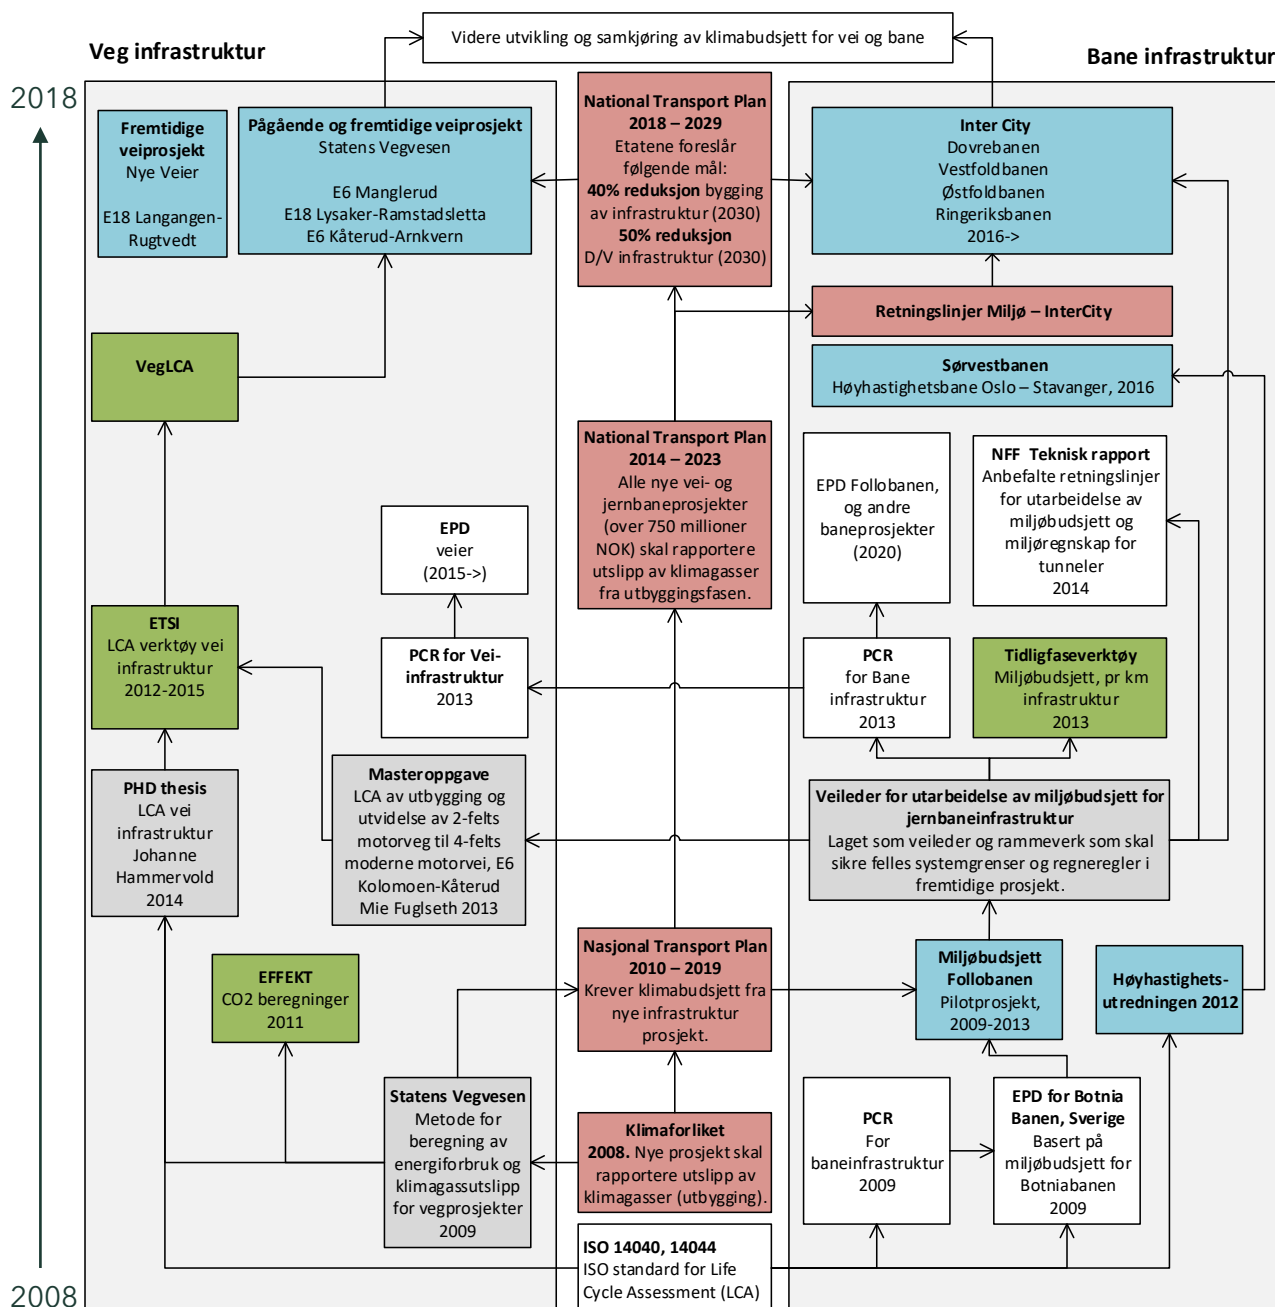 Videre utvikling og samkjøring av klimabudsjett for vei og bane
Veg infrastruktur
Bane infrastruktur
2018
Fremtidige
veiprosjekt
Nye Veier
E18 Langangen-
Rugtvedt
Pågående og fremtidige veiprosjekt
Statens Vegvesen
E6 Manglerud
E18 Lysaker-Ramstadsletta
E6 Kåterud-Arnkvern
National Transport Plan
2018 – 2029
Etatene foreslår
følgende mål:
40% reduksjon bygging
av infrastruktur (2030)
50% reduksjon
D/V infrastruktur (2030)
Inter City
Dovrebanen
Vestfoldbanen
Østfoldbanen
Ringeriksbanen
2016->
Retningslinjer Miljø – InterCity
VegLCA
Sørvestbanen
Høyhastighetsbane Oslo – Stavanger, 2016
National Transport Plan
2014 – 2023
Alle nye vei- og
jernbaneprosjekter
(over 750 millioner
NOK) skal rapportere
utslipp av klimagasser
fra utbyggingsfasen.
EPD Follobanen,
og andre
baneprosjekter
(2020)
NFF Teknisk rapport
Anbefalte retningslinjer
for utarbeidelse av
miljøbudsjett og
miljøregnskap for
tunneler
2014
EPD
veier
(2015->)
ETSI
LCA verktøy vei
infrastruktur
2012-2015
PCR for Vei-
infrastruktur
2013
PCR
for Bane
infrastruktur
2013
Tidligfaseverktøy
Miljøbudsjett, pr km
infrastruktur
2013
PHD thesis
LCA vei
infrastruktur
Johanne
Hammervold
2014
Masteroppgave
LCA av utbygging og
utvidelse av 2-felts
motorveg til 4-felts
moderne motorvei, E6
Kolomoen-Kåterud
Mie Fuglseth 2013
Veileder for utarbeidelse av miljøbudsjett for
jernbaneinfrastruktur
Laget som veileder og rammeverk som skal
sikre felles systemgrenser og regneregler i
fremtidige prosjekt.
EFFEKT
CO2 beregninger
2011
Nasjonal Transport Plan
2010 – 2019
Krever klimabudsjett fra
nye infrastruktur
prosjekt.
Miljøbudsjett
Follobanen
Pilotprosjekt,
2009-2013
Høyhastighets-
utredningen 2012
Statens Vegvesen
Metode for
beregning av
energiforbruk og
klimagassutslipp
for vegprosjekter
2009
Klimaforliket
2008. Nye prosjekt skal
rapportere utslipp av
klimagasser (utbygging).
PCR
For
baneinfrastruktur
2009
EPD for Botnia
Banen, Sverige
Basert på
miljøbudsjett for
Botniabanen
2009
ISO 14040, 14044
ISO standard for Life
Cycle Assessment (LCA)
2008